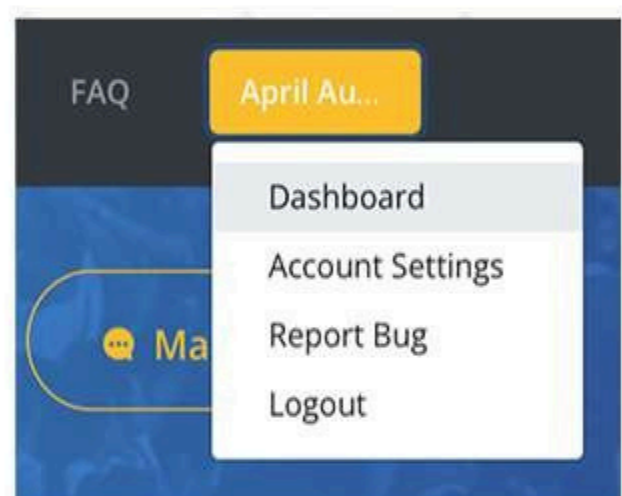 FAQ
April Au...
Dashboard
Account Settings
Report Bug
Logout
Ma